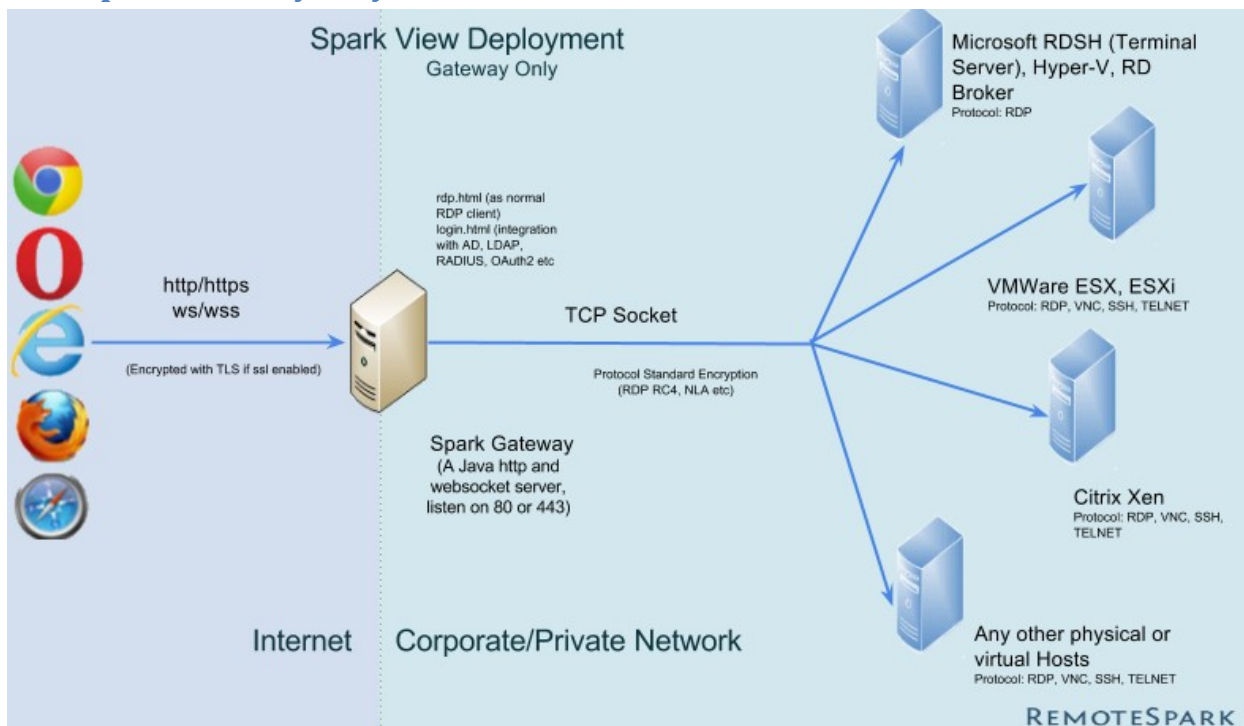 Spark View Deployment
Gateway Only
Microsoft RDSH (Terminal
Server), Hyper-V, RD
Broker
Protocol: RDP
rdp.html (as normal
RDP client)
login.html (integration
with AD, LDAP,
RADIUS, OAuth2 etc
http/https
ws/wss
(Encrypted with TLS if ssl enabled)
TCP Socket
Protocol Standard Encryption
(RDP RC4, NLA etc)
VMWare ESX, ESXi
Protocol: RDP, VNC, SSH, TELNET
Spark Gateway
(A Java http and
websocket server,
listen on 80 or 443)
Citrix Xen
Protocol: RDP, VNC, SSH,
TELNET
Internet
Corporate/Private Network
Any other physical or
virtual Hosts
Protocol: RDP, VNC, SSH, TELNET
REMOTESPARK